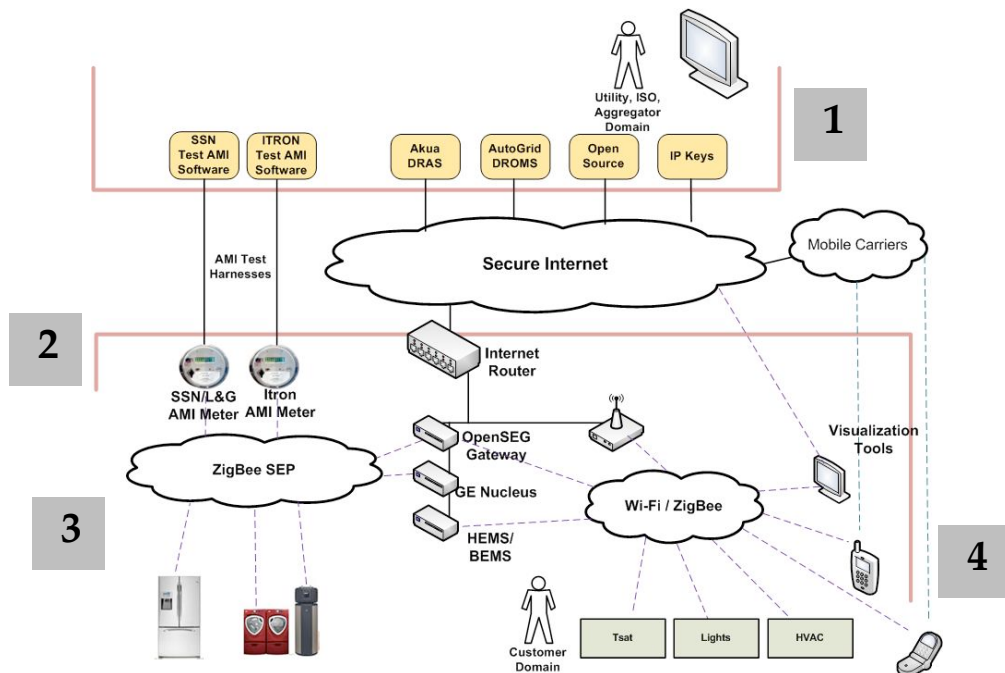 Utility, ISO,
Aggregator
Domain
1
SSN
Test AMI
Software
ITRON
Test AMI
Software
Akua
DRAS
AutoGrid
DROMS
Open
Source
IP Keys
Mobile Carriers
Secure Internet
AMI Test
Harnesses
2
Internet
Router
SSN/L&G
AMI Meter
Itron
AMI Meter
OpenSEG
Gateway
Visualization
Tools
ZigBee SEP
GE Nucleus
Wi-Fi / ZigBee
3
HEMS/
BEMS
4
Customer
Domain
Tsat
Lights
HVAC